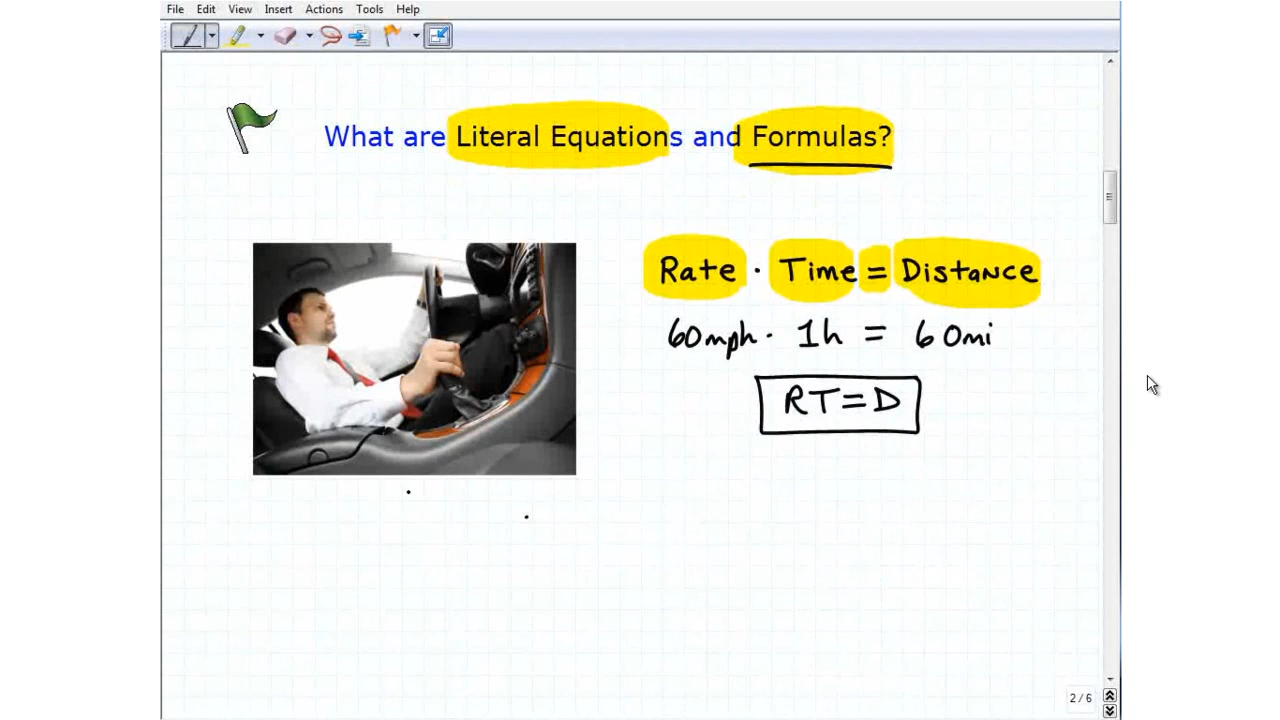 File Edit View Insert Actions Tools Help
What are Literal Equations and Formulas?
Rate · Time = Distance
60mph · 1h = 60mi
RT=D
2/6